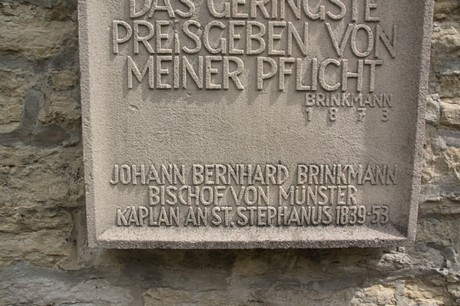 DAS GERINGSTE
PREISGEBEN VON
MEINER PFLICHT
BRINKMANN
1873
JOHANN BERNHARD BRINKMANN
BISCHOF VON MÜNSTER
KAPLAN AN ST. STEPHANUS 1839-53